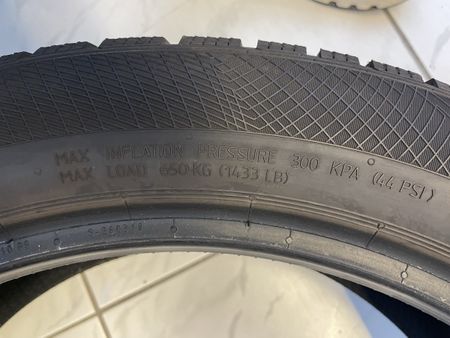 MAX INFLATION PRESSURE 300 KPA (44 PSI)
MAX LOAD 650 KG (1433 LB)